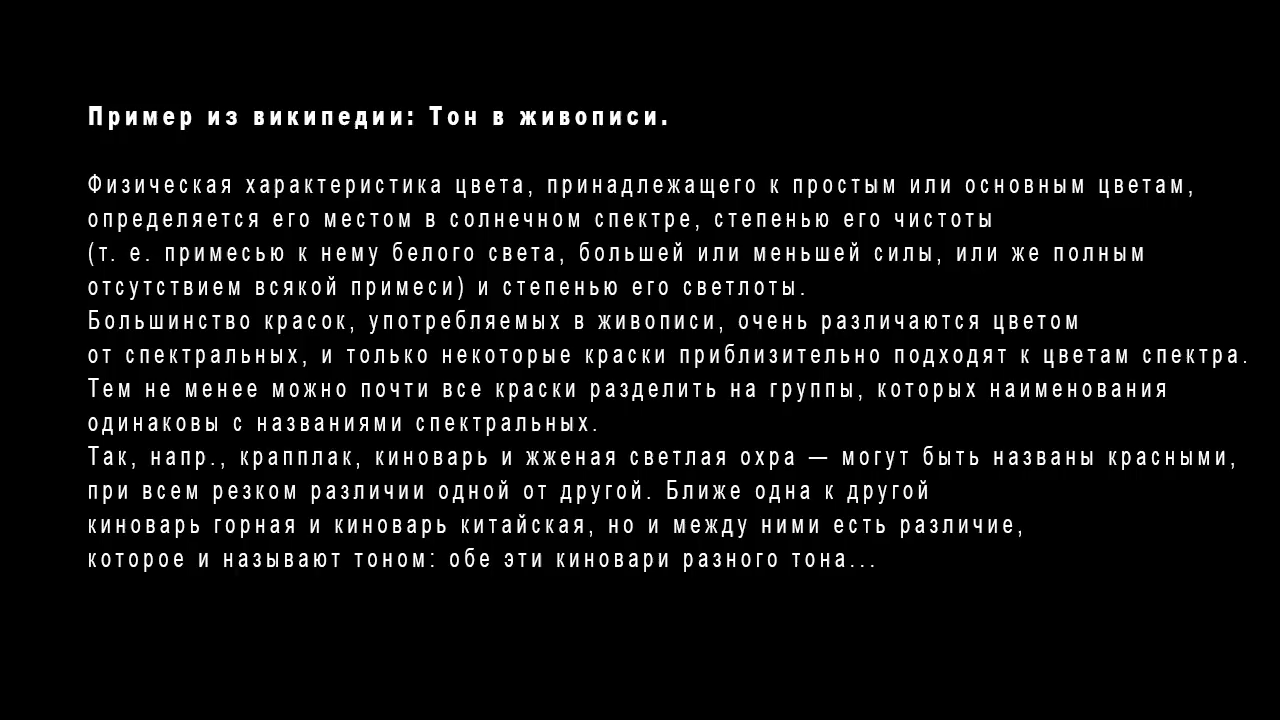 Пример из википедии: Тон в живописи.
Физическая характеристика цвета, принадлежащего к простым или основным цветам,
определяется его местом в солнечном спектре, степенью его чистоты
(т. е. примесью к нему белого света, большей или меньшей силы, или же полным
отсутствием всякой примеси) и степенью его светлоты.
Большинство красок, употребляемых в живописи, очень различаются цветом
от спектральных, и только некоторые краски приблизительно подходят к цветам спектра.
Тем не менее можно почти все краски разделить на группы, которых наименования
одинаковы с названиями спектральных.
Так, напр., крапплак, киноварь и жженая светлая охра — могут быть названы красными,
при всем резком различии одной от другой. Ближе одна к другой
киноварь горная и киноварь китайская, но и между ними есть различие,
которое и называют тоном: обе эти киновари разного тона...